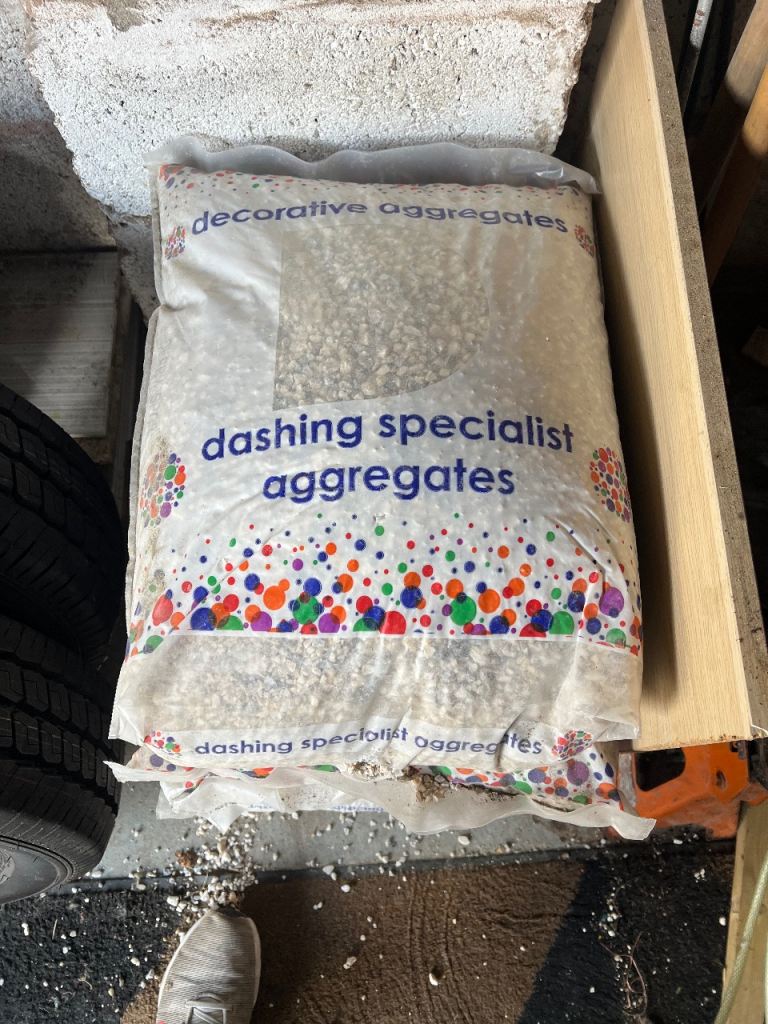 decorative aggregates
dashing specialist
aggregates
dashing specialist aggregates